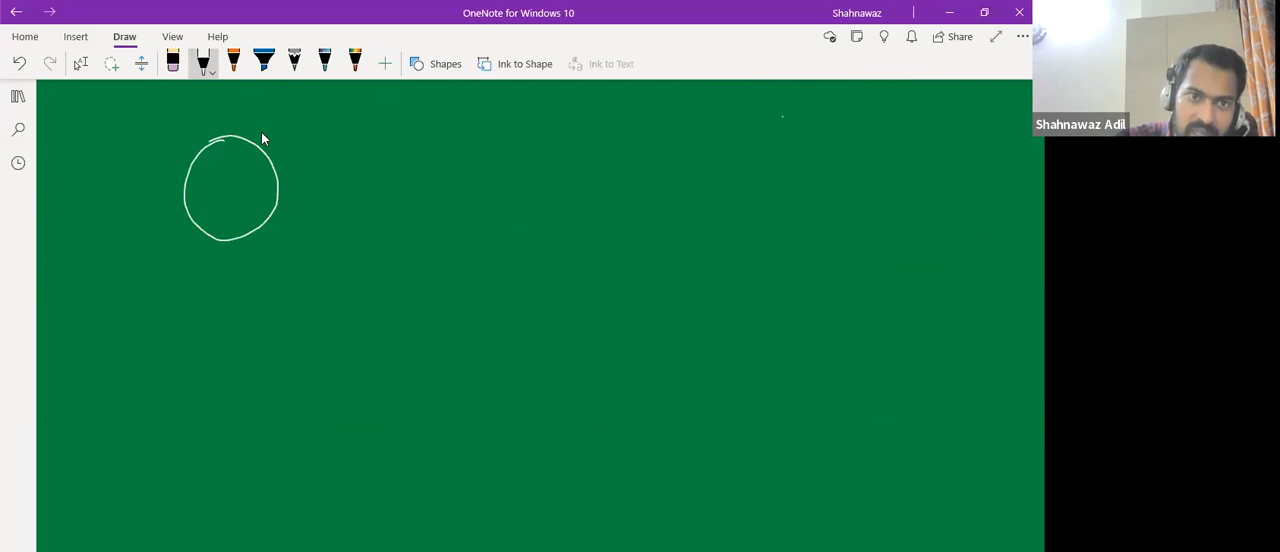 OneNote for Windows 10
Shahnawaz
Home Insert Draw View Help
Share
Shapes Ink to Shape Ink to Text
Shahnawaz Adil